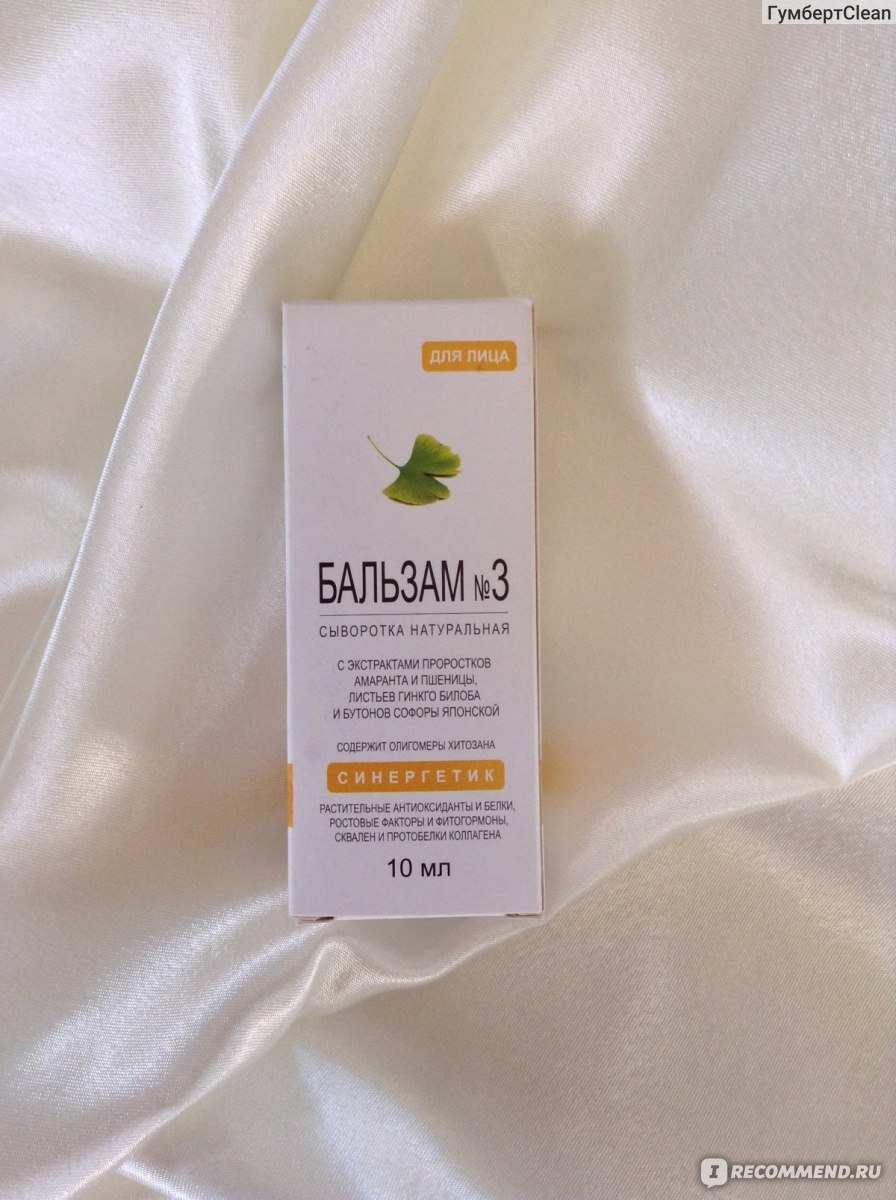 ГумбертClean
ДЛЯ ЛИЦА
БАЛЬЗАМ №3
СЫВОРОТКА НАТУРАЛЬНАЯ
С ЭКСТРАКТАМИ ПРОРОСТКОВ
АМАРАНТА И ПШЕНИЦЫ,
ЛИСТЬЕВ ГИНКГО БИЛОБА
И БУТОНОВ СОФОРЫ ЯПОНСКОЙ
СОДЕРЖИТ ОЛИГОМЕРЫ ХИТОЗАНА
СИНЕРГЕТИК
РАСТИТЕЛЬНЫЕ АНТИОКСИДАНТЫ И БЕЛКИ,
РОСТОВЫЕ ФАКТОРЫ И ФИТОГОРМОНЫ,
СКВАЛЕН И ПРОТОБЕЛКИ КОЛЛАГЕНА
10 мл
IRECOMMEND.RU